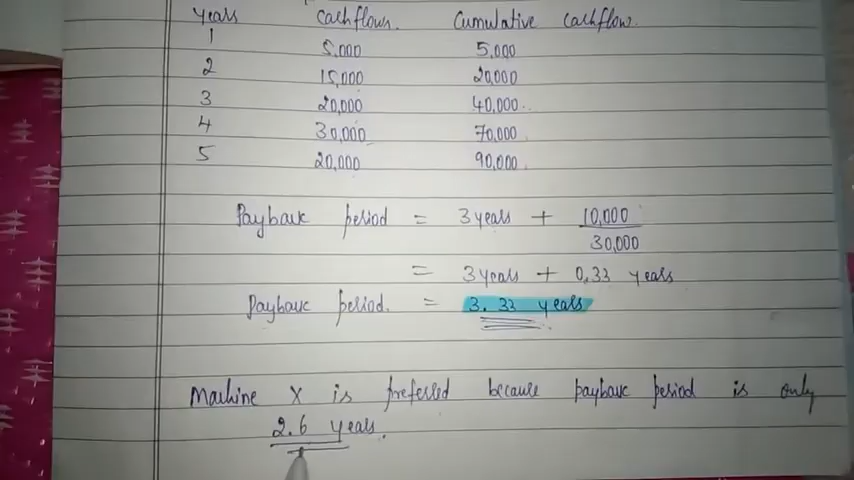 years cashflows. Cumulative cashflow.
1 5,000 5,000
2 15,000 20,000
3 20,000 40,000..
4 30,000 70,000
5 20,000 90,000
Payback period = 3 years + 10,000
30,000
= 3 years + 0.33 years
Payback period. = 3.33 years
Machine X is preferred because payback period is only
2.6 years.